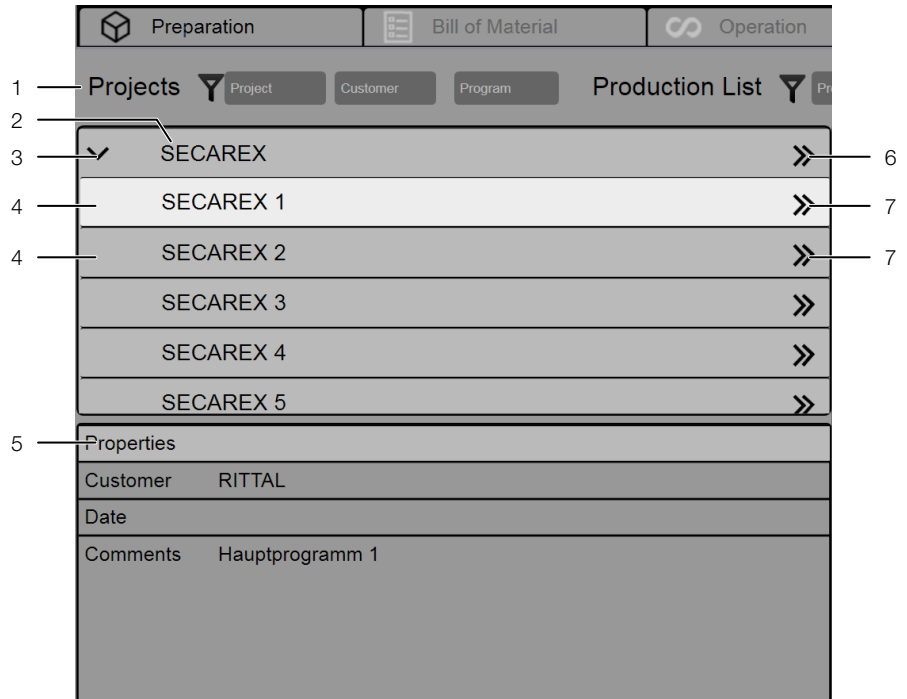 Preparation Bill of Material Operation
1 Projects Project Customer Program Production List
2
3 SECAREX 6
4 SECAREX 1 7
4 SECAREX 2 7
SECAREX 3
SECAREX 4
SECAREX 5
5 Properties
Customer RITTAL
Date
Comments Hauptprogramm 1